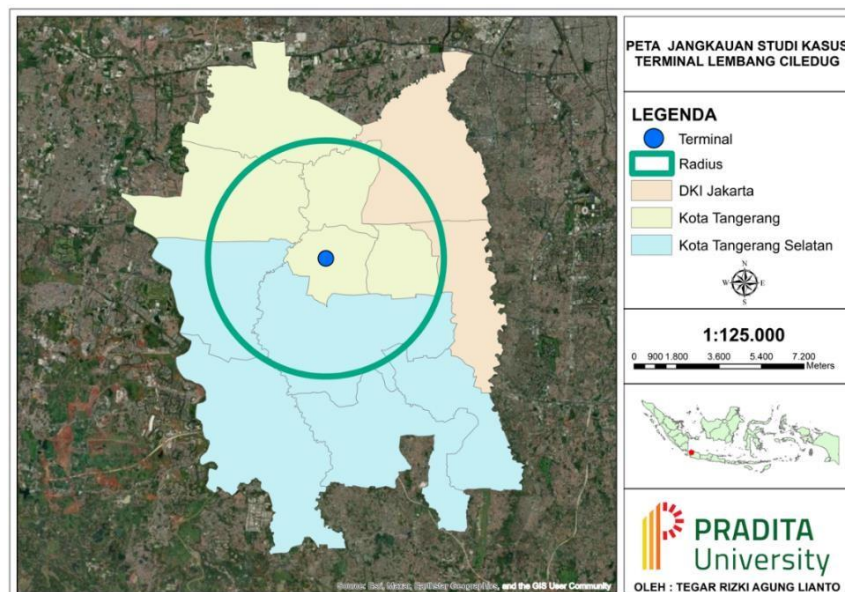 PETA JANGKAUAN STUDI KASUS
TERMINAL LEMBANG CILEDUG
LEGENDA
Terminal
Radius
DKI Jakarta
Kota Tangerang
Kota Tangerang Selatan
N
W E
S
1:125.000
0 900 1.800 3.600 5.400 7.200
Meters
PRADITA
University
OLEH : TEGAR RIZKI AGUNG LIANTO
Source: Esri, Maxar, Earthstar Geographics, and the GIS User Community